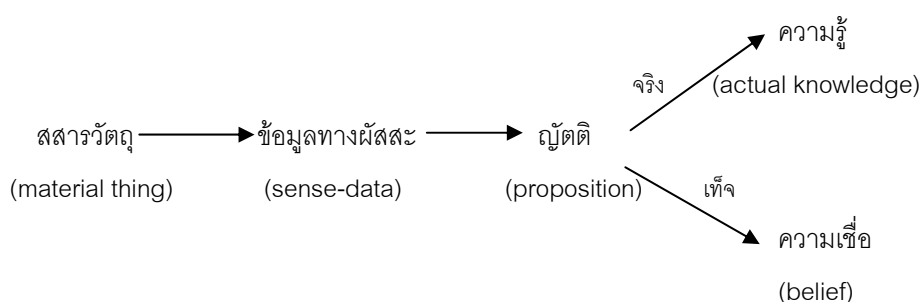 ความรู้
จริง (actual knowledge)
สสารวัตถุ ข้อมูลทางผัสสะ ญัตติ
(material thing) (sense-data) (proposition) เท็จ
ความเชื่อ
(belief)